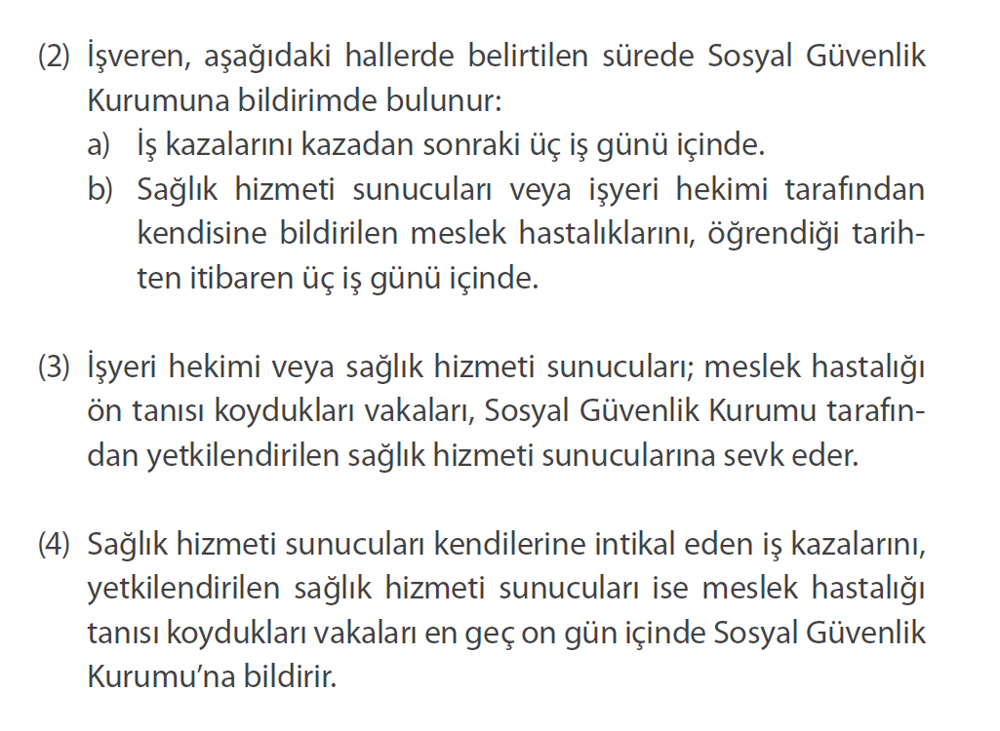 (2) İşveren, aşağıdaki hallerde belirtilen sürede Sosyal Güvenlik
Kurumuna bildirimde bulunur:
a) İş kazalarını kazadan sonraki üç iş günü içinde.
b) Sağlık hizmeti sunucuları veya işyeri hekimi tarafından
kendisine bildirilen meslek hastalıklarını, öğrendiği tarih-
ten itibaren üç iş günü içinde.
(3) İşyeri hekimi veya sağlık hizmeti sunucuları; meslek hastalığı
ön tanısı koydukları vakaları, Sosyal Güvenlik Kurumu tarafın-
dan yetkilendirilen sağlık hizmeti sunucularına sevk eder.
(4) Sağlık hizmeti sunucuları kendilerine intikal eden iş kazalarını,
yetkilendirilen sağlık hizmeti sunucuları ise meslek hastalığı
tanısı koydukları vakaları en geç on gün içinde Sosyal Güvenlik
Kurumu’na bildirir.